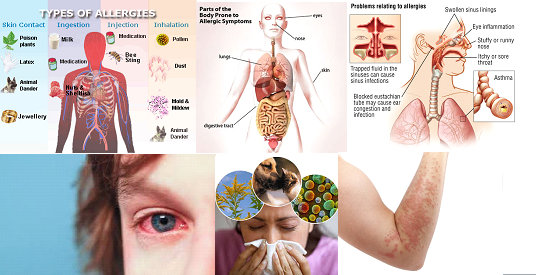 TYPES OF ALLERGIES
Skin Contact
Poison
plants
Latex
Animal
Dander
Jewellery
Ingestion
Milk
Medication
Nuts &
Shellfish
Injection
Medication
Bee
Sting
Inhalation
Pollen
Dust
Mold &
Mildew
Animal
Dander
Parts of the
Body Prone to
Allergic Symptoms
eyes
nose
lungs
skin
digestive tract
Problems relating to allergies
Swollen sinus linings
Eye inflammation
Stuffy or runny
nose
Itchy or sore
throat
Trapped fluid in the
sinuses can cause
sinus infections
Blocked eustachian
tube may cause ear
congestion and
infection
Asthma